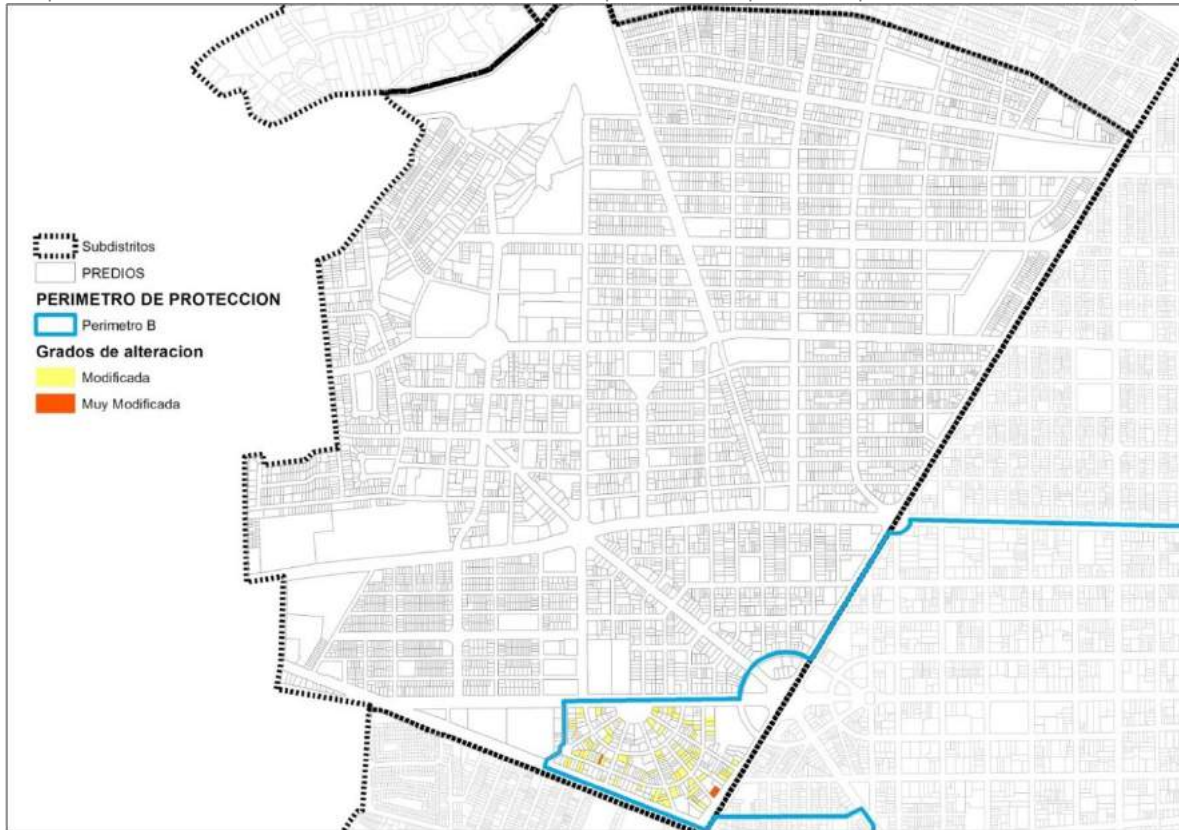 Subdistritos
PREDIOS
PERIMETRO DE PROTECCION
Perimetro B
Grados de alteracion
Modificada
Muy Modificada